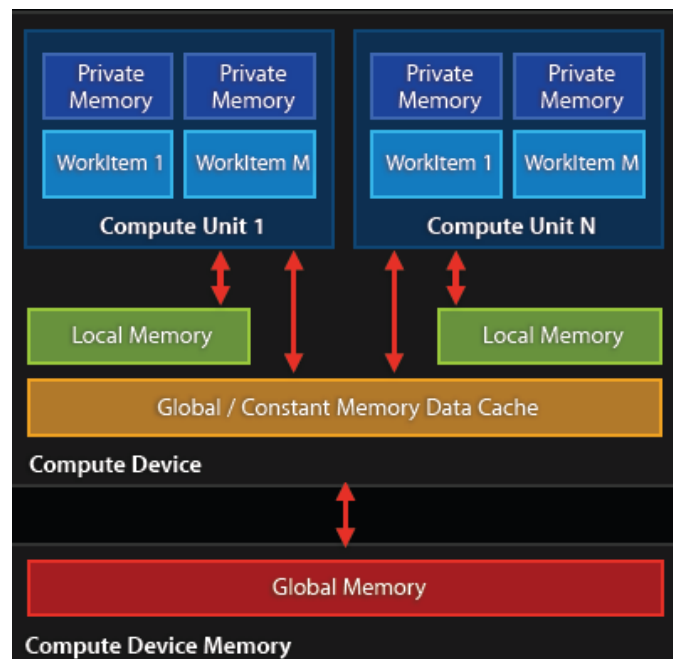 Private Memory
Private Memory
Private Memory
Private Memory
WorkItem 1
WorkItem M
WorkItem 1
WorkItem M
Compute Unit 1
Compute Unit N
Local Memory
Local Memory
Global / Constant Memory Data Cache
Compute Device
Global Memory
Compute Device Memory